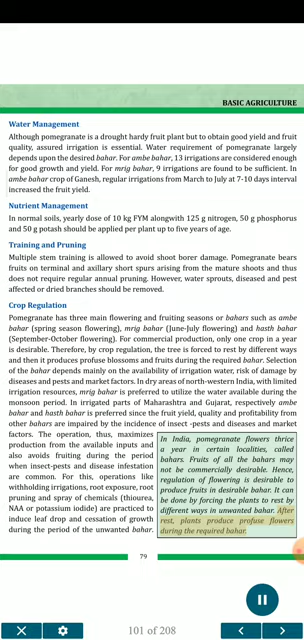 BASIC AGRICULTURE
Water Management
Although pomegranate is a drought hardy fruit plant but to obtain good yield and fruit
quality, assured irrigation is essential. Water requirement of pomegranate largely
depends upon the desired bahar. For ambe bahar, 13 irrigations are considered enough
for good growth and yield. For mrig bahar, 9 irrigations are found to be sufficient. In
ambe bahar crop of Ganesh, regular irrigations from March to July at 7-10 days interval
increased the fruit yield.
Nutrient Management
In normal soils, yearly dose of 10 kg FYM alongwith 125 g nitrogen, 50 g phosphorus
and 50 g potash should be applied per plant up to five years of age.
Training and Pruning
Multiple stem training is allowed to avoid shoot borer damage. Pomegranate bears
fruits on terminal and axillary short spurs arising from the mature shoots and thus
does not require regular annual pruning. However, water sprouts, diseased and pest
affected or dried branches should be removed.
Crop Regulation
Pomegranate has three main flowering and fruiting seasons or bahars such as ambe
bahar (spring season flowering), mrig bahar (June-July flowering) and hasth bahar
(September-October flowering). For commercial production, only one crop in a year
is desirable. Therefore, by crop regulation, the tree is forced to rest by different ways
and then it produces profuse blossoms and fruits during the required bahar. Selection
of the bahar depends mainly on the availability of irrigation water, risk of damage by
diseases and pests and market factors. In dry areas of north-western India, with
limited irrigation resources, mrig bahar is preferred to utilize the water available during the
monsoon period. In irrigated parts of Maharashtra and Gujarat, respectively ambe
bahar and hasth bahar is preferred since the fruit yield, quality and profitability from
other bahars are impaired by the incidences of insect -pests and diseases and market
factors. The operation, thus, maximizes
production from the available inputs and
also avoids fruiting during the period
when insect-pests and disease infestation
are common. For this, operations like
withholding irrigations, root exposure, root
pruning and spray of chemicals (thiourea,
NAA or potassium iodide) are practiced to
induce leaf drop and cessation of growth
during the period of the unwanted bahar.
In India, pomegranate flowers thrice
a year in certain localities, called
bahars. Fruits of all the bahars may
not be commercially desirable. Hence,
regulation of flowering is desirable to
produce fruits in desirable bahar. It can
be done by forcing the plants to rest by
different ways in unwanted bahar. After
rest, plants produce profuse flowers
during the required bahar.
79
101 of 208